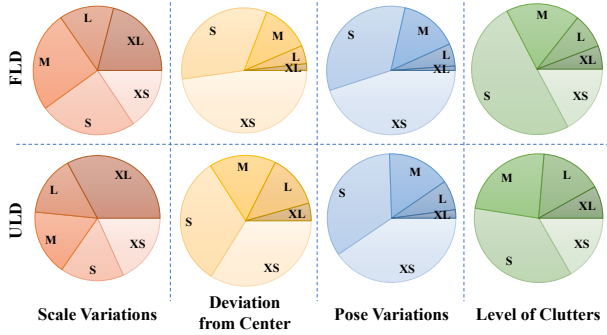 FLD
L
XL
M
S
XS
S
M
L
XL
XS
S
M
L
XL
XS
M
L
XL
S
XS
ULD
L
XL
M
S
XS
M
L
XL
S
XS
M
S
L
XL
XS
M
L
XL
S
XS
Scale Variations
Deviation
from Center
Pose Variations
Level of Clutters